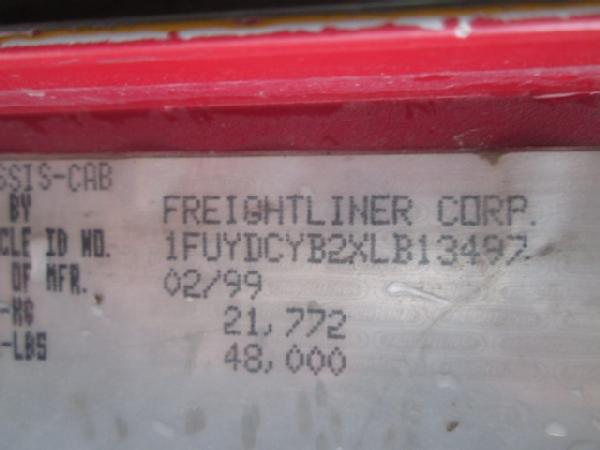 SSIS-CAB
BY FREIGHTLINER CORP.
CLE ID NO. 1FUYDCYB2XLB13497
OF MFR. 02/99
-KG 21,772
-LBS 48,000